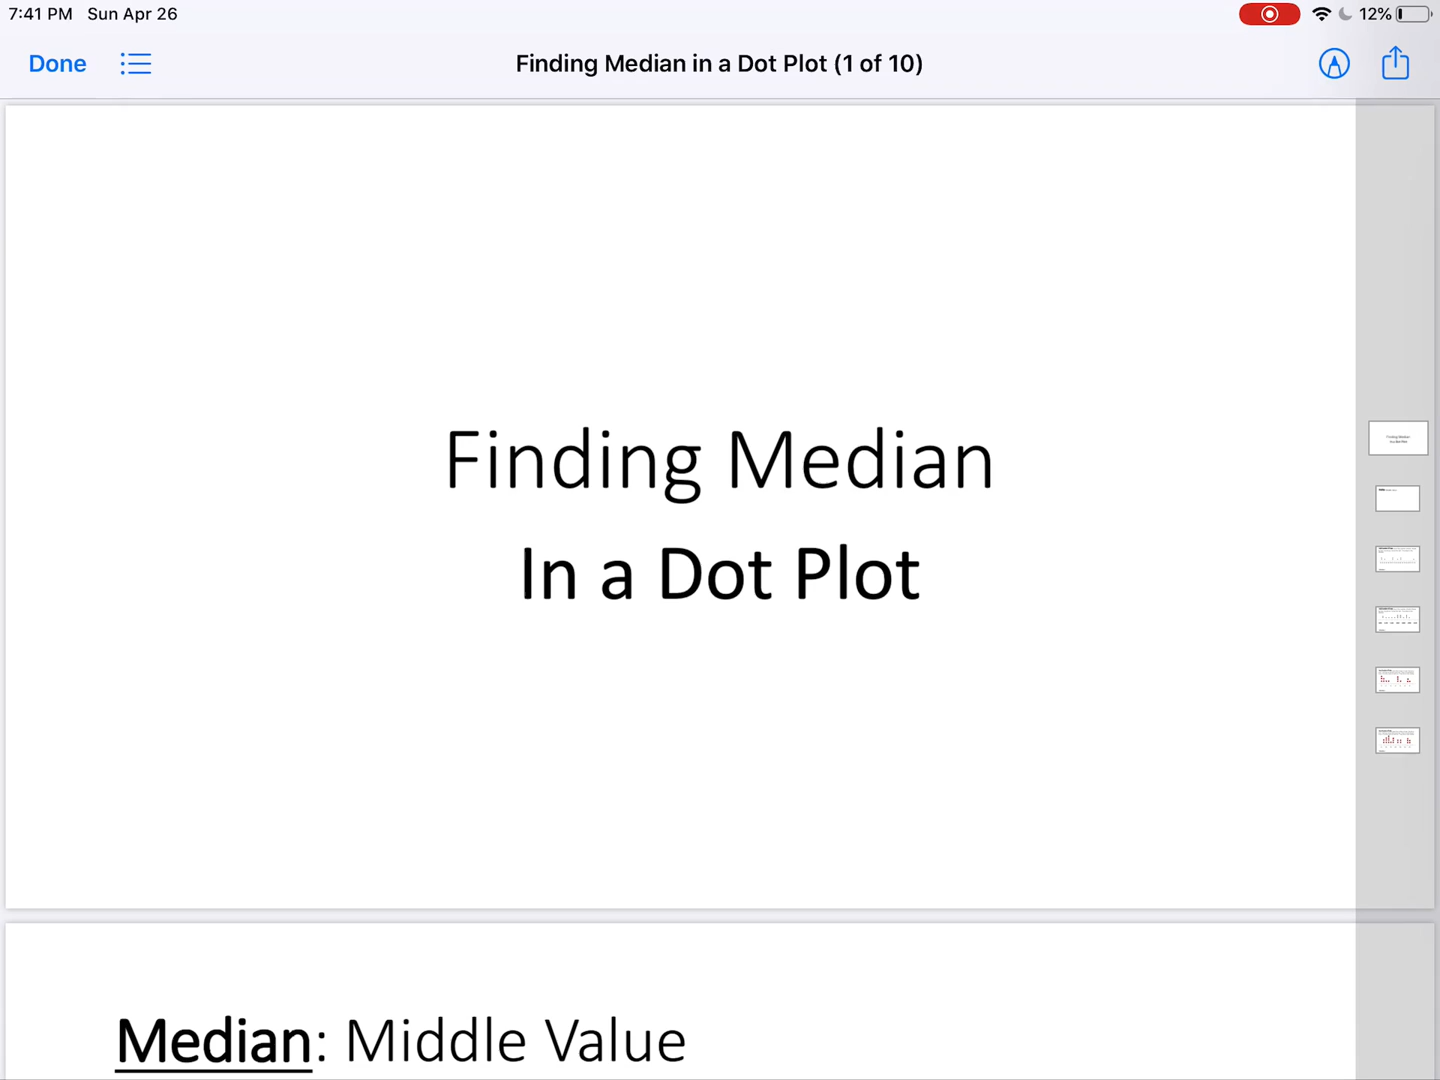 7:41 PM Sun Apr 26
12%
Done
Finding Median in a Dot Plot (1 of 10)
Finding Median
In a Dot Plot
Median: Middle Value